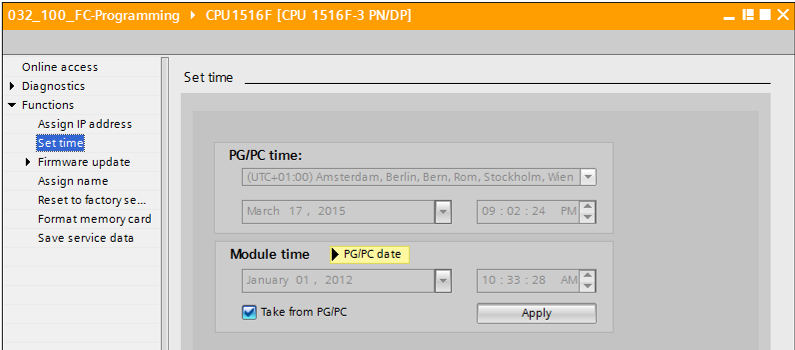 032_100_FC-Programming CPU1516F [CPU 1516F-3 PN/DP]
Online access
Diagnostics
Functions
Assign IP address
Set time
Firmware update
Assign name
Reset to factory se...
Format memory card
Save service data
Set time
PG/PC time:
(UTC+01:00) Amsterdam, Berlin, Bern, Rom, Stockholm, Wien
March 17 , 2015 09 : 02 : 24 PM
Module time PG/PC date
January 01 , 2012 10 : 33 : 28 AM
Take from PG/PC Apply